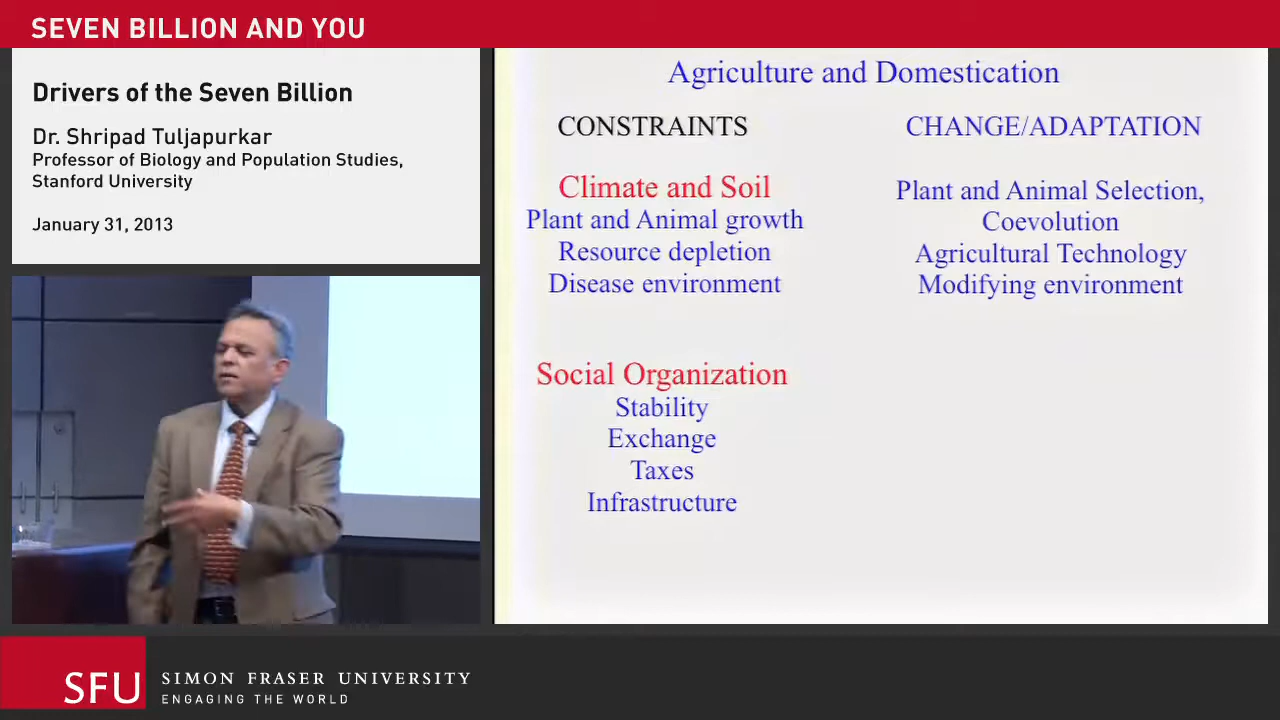 SEVEN BILLION AND YOU
Drivers of the Seven Billion
Dr. Shripad Tuljapurkar
Professor of Biology and Population Studies,
Stanford University
January 31, 2013
Agriculture and Domestication
CONSTRAINTS
Climate and Soil
Plant and Animal growth
Resource depletion
Disease environment
Social Organization
Stability
Exchange
Taxes
Infrastructure
CHANGE/ADAPTATION
Plant and Animal Selection,
Coevolution
Agricultural Technology
Modifying environment
SFU
SIMON FRASER UNIVERSITY
ENGAGING THE WORLD